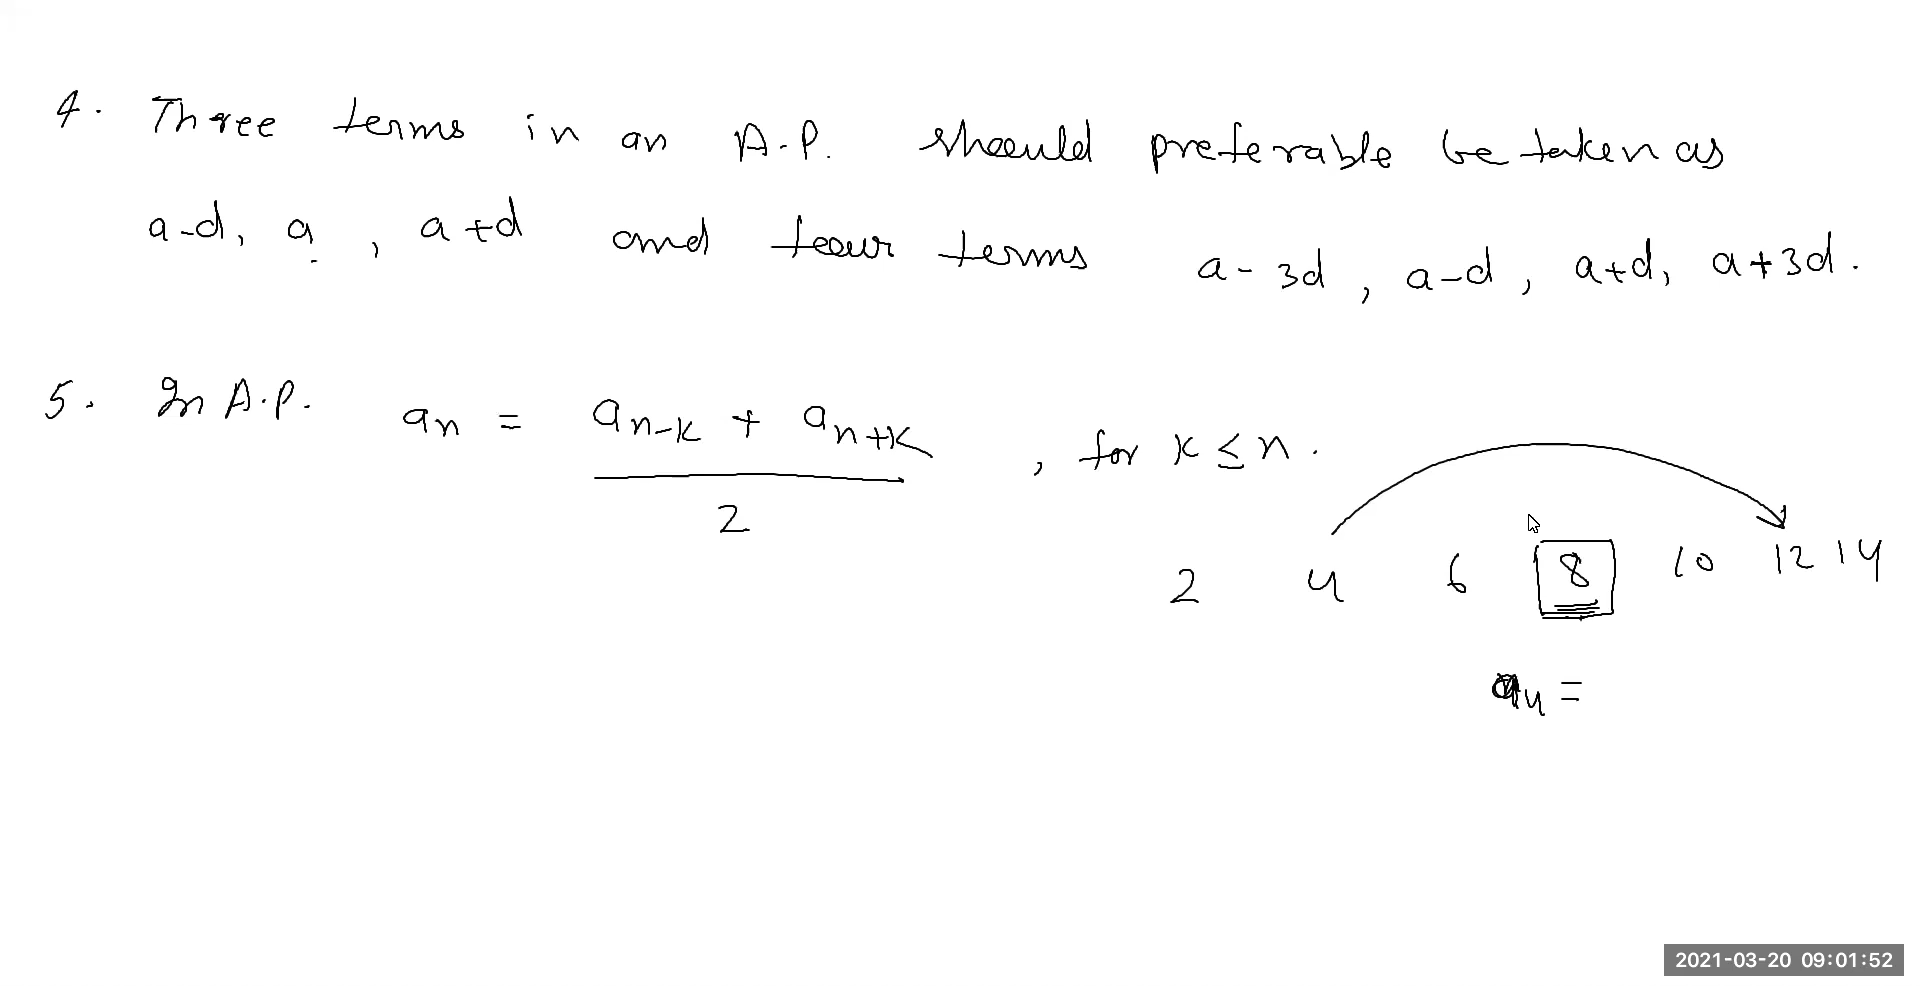 4. Three terms in an A.P. should preferable be taken as
a-d, a, a+d and four terms a-3d, a-d, a+d, a+3d.
5. In A.P. an = an-k + an+k , for k ≤ n.
2
2 4 6 8 10 12 14
a4 =
2021-03-20 09:01:52